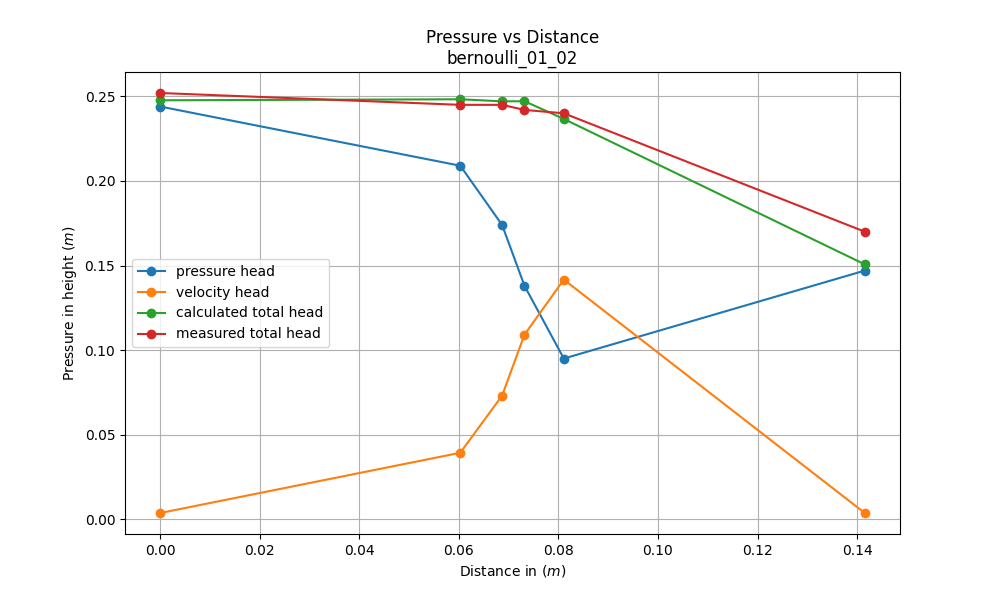 Pressure vs Distance
bernoulli_01_02
0.25
0.20
0.15
0.10
0.05
0.00
Pressure in height (m)
pressure head
velocity head
calculated total head
measured total head
0.00 0.02 0.04 0.06 0.08 0.10 0.12 0.14
Distance in (m)